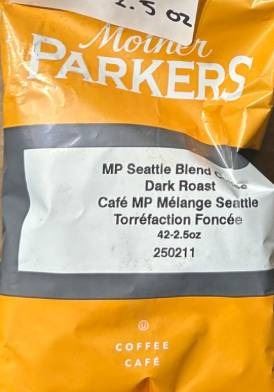 2.5 oz
Mother
PARKERS
MP Seattle Blend
Dark Roast
Café MP Mélange Seattle
Torréfaction Foncée
42-2.5oz
250211
U
COFFEE
CAFÉ